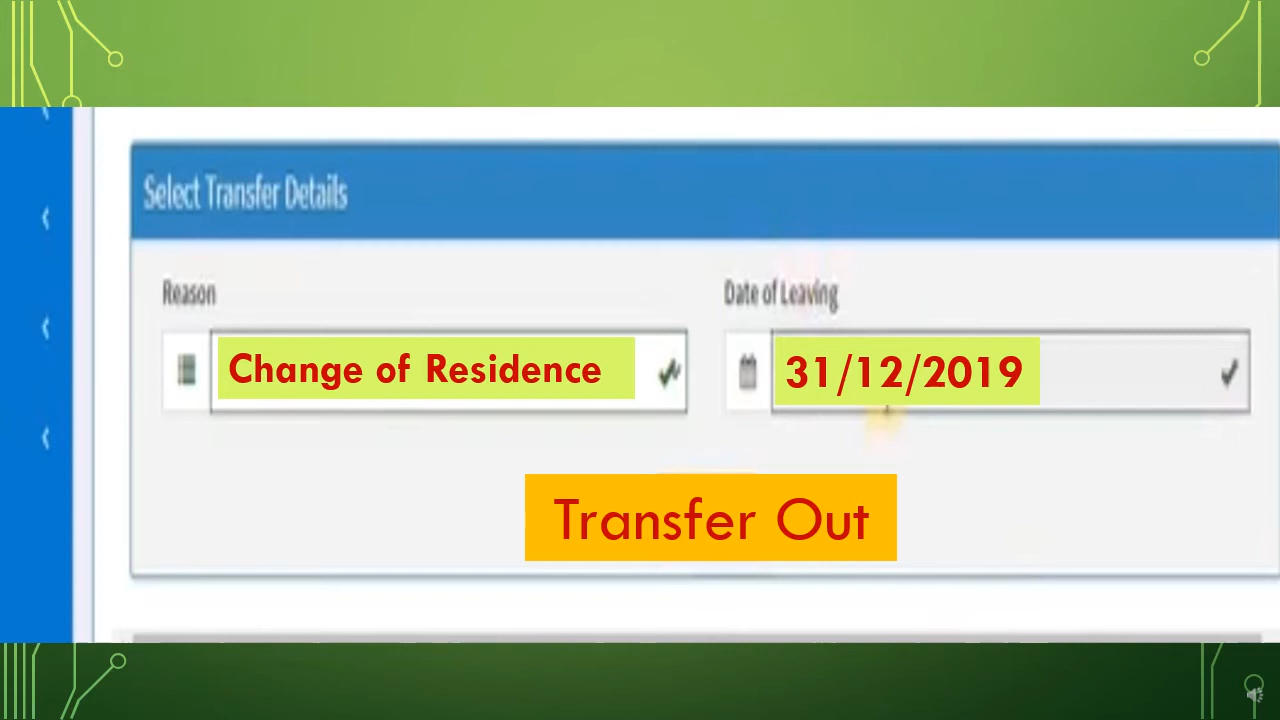 Select Transfer Details
Reason
Date of Leaving
Change of Residence
31/12/2019
Transfer Out